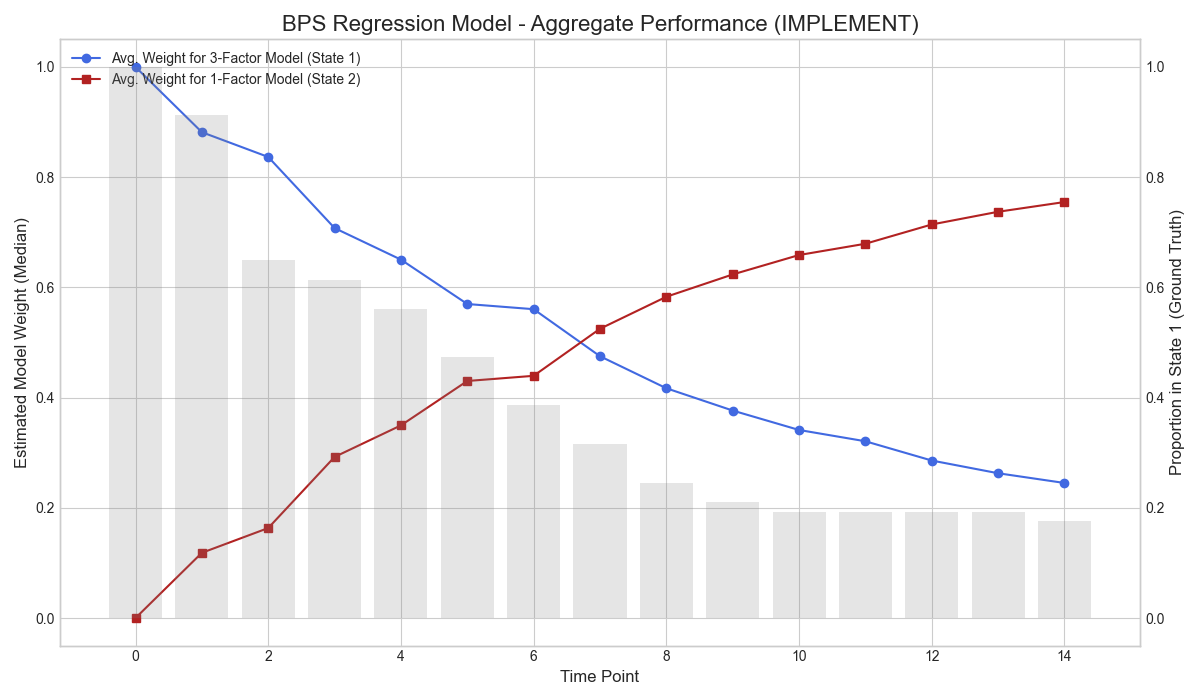 BPS Regression Model - Aggregate Performance (IMPLEMENT)
Avg. Weight for 3-Factor Model (State 1)
Avg. Weight for 1-Factor Model (State 2)
Estimated Model Weight (Median)
1.0
0.8
0.6
0.4
0.2
0.0
1.0
0.8
0.6
0.4
0.2
0.0
Proportion in State 1 (Ground Truth)
0 2 4 6 8 10 12 14
Time Point